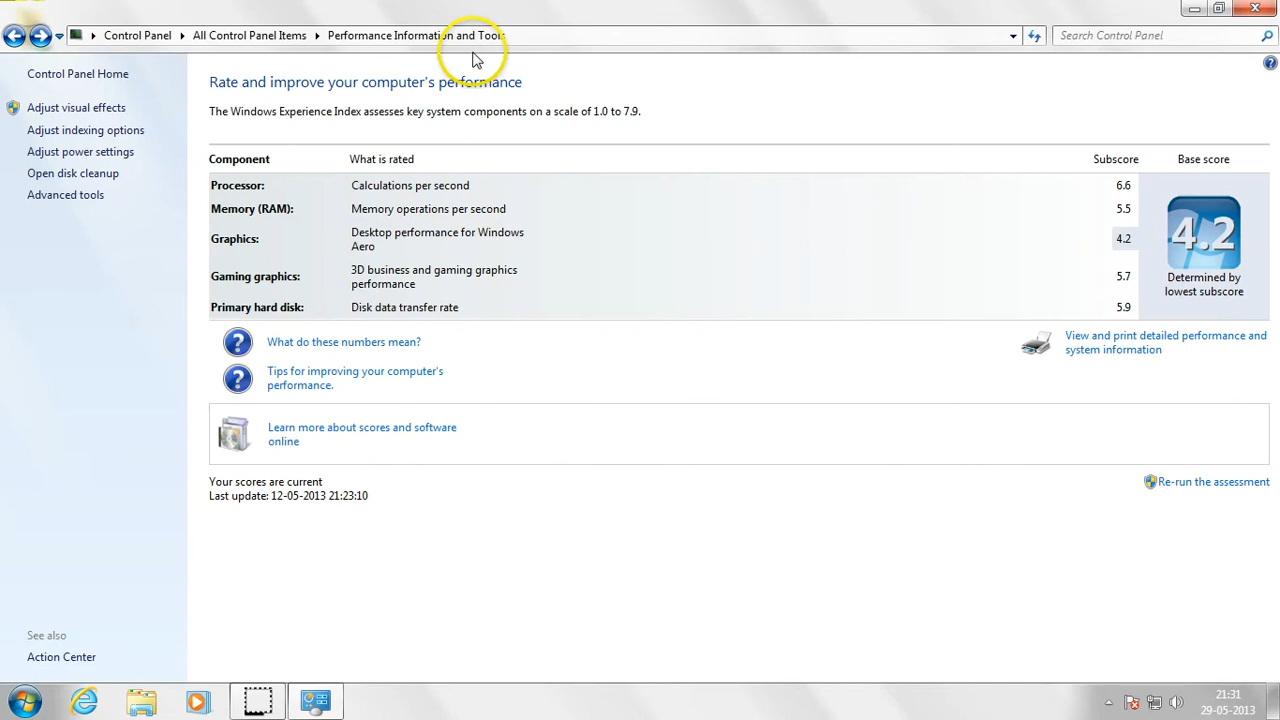 Control Panel
All Control Panel Items
Performance Information and Tools
Search Control Panel
Control Panel Home
Adjust visual effects
Adjust indexing options
Adjust power settings
Open disk cleanup
Advanced tools
See also
Action Center
Rate and improve your computer's performance
The Windows Experience Index assesses key system components on a scale of 1.0 to 7.9.
Component What is rated Subscore Base score
Processor: Calculations per second 6.6
Memory (RAM): Memory operations per second 5.5
Graphics: Desktop performance for Windows
Aero 4.2
Gaming graphics: 3D business and gaming graphics
performance 5.7
Primary hard disk: Disk data transfer rate 5.9
4.2
Determined by
lowest subscore
What do these numbers mean?
Tips for improving your computer's
performance.
View and print detailed performance and
system information
Learn more about scores and software
online
Your scores are current
Last update: 12-05-2013 21:23:10
Re-run the assessment
21:31
29-05-2013